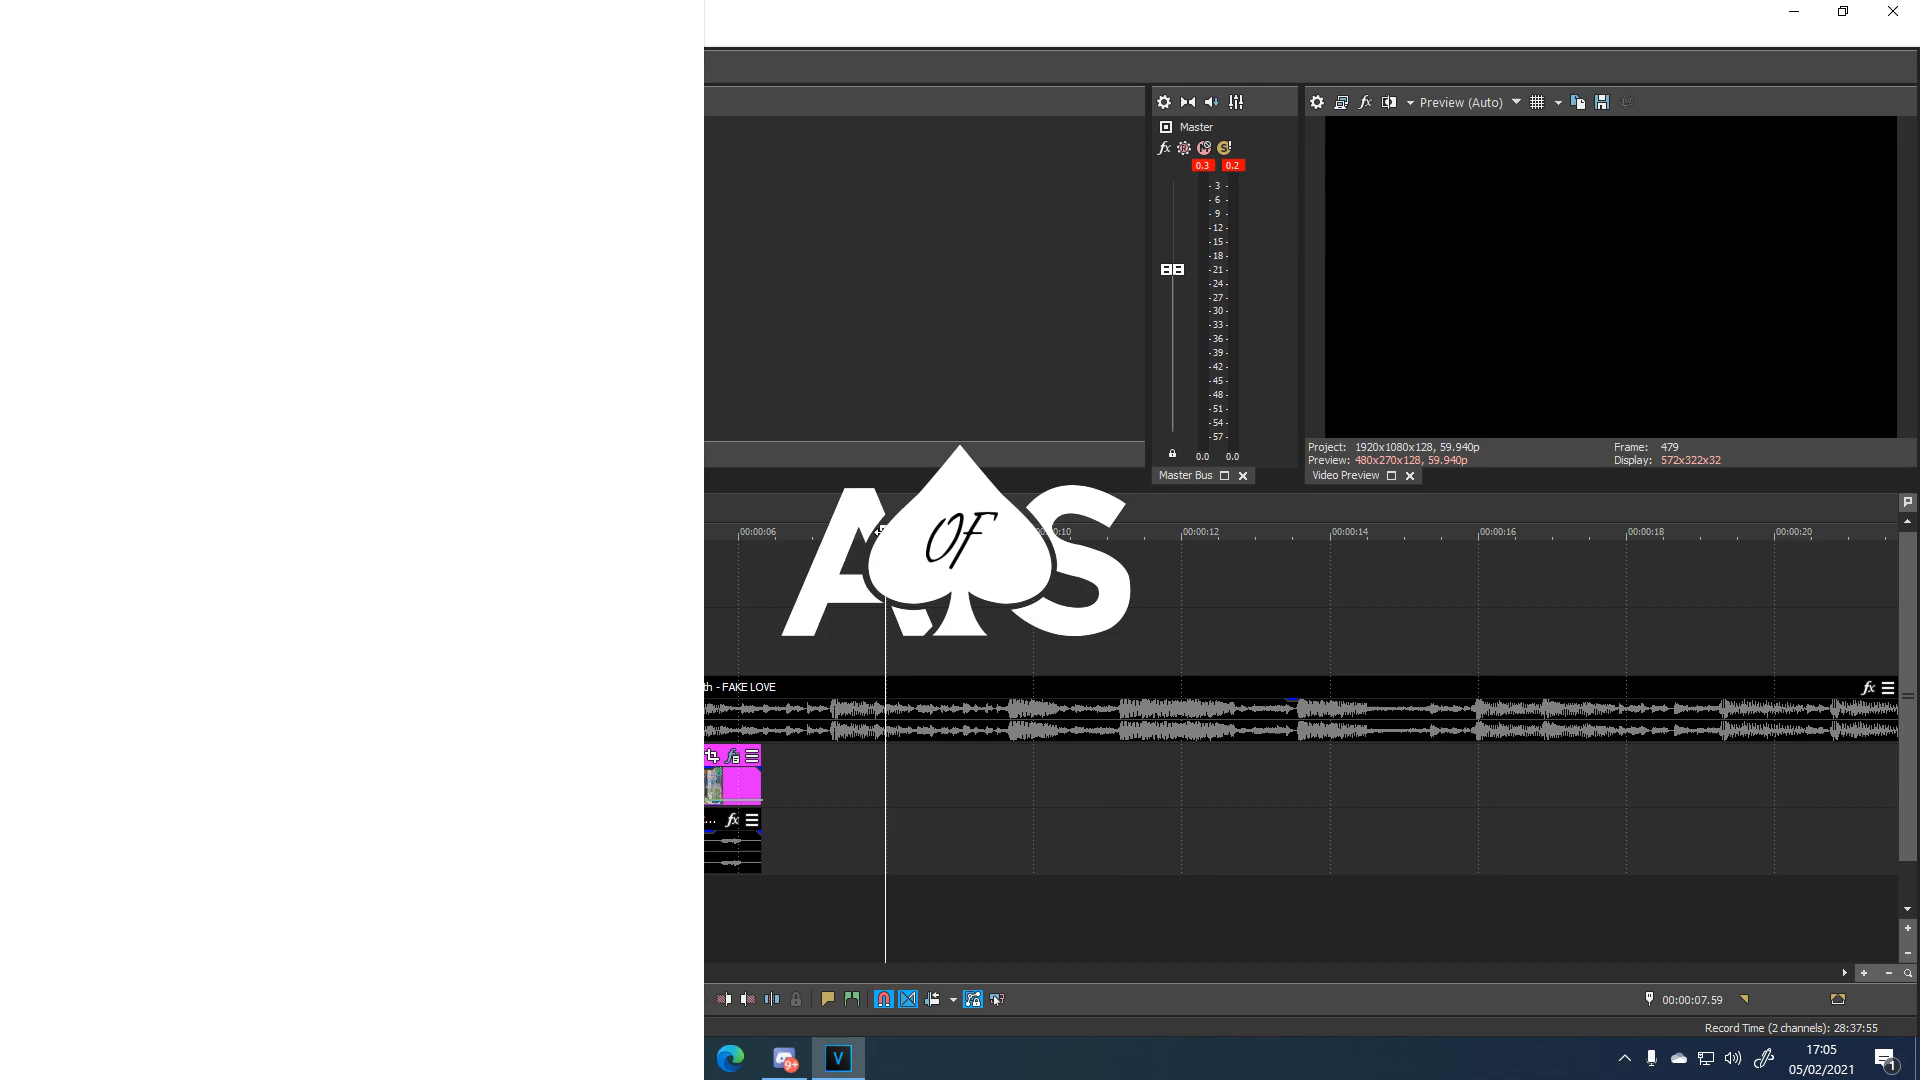 Preview (Auto)
Master
0.3 0.2
3
6
9
12
15
18
21
24
27
30
33
36
39
42
45
48
51
54
57
0.0 0.0
Project: 1920x1080x128, 59.940p
Frame: 479
Preview: 480x270x128, 59.940p
Display: 572x322x32
Master Bus
Video Preview
A OF S
00:00:06 00:00:12 00:00:14 00:00:16 00:00:18 00:00:20
th - FAKE LOVE
00:00:07.59
Record Time (2 channels): 28:37:55
9+
V
17:05
05/02/2021
1